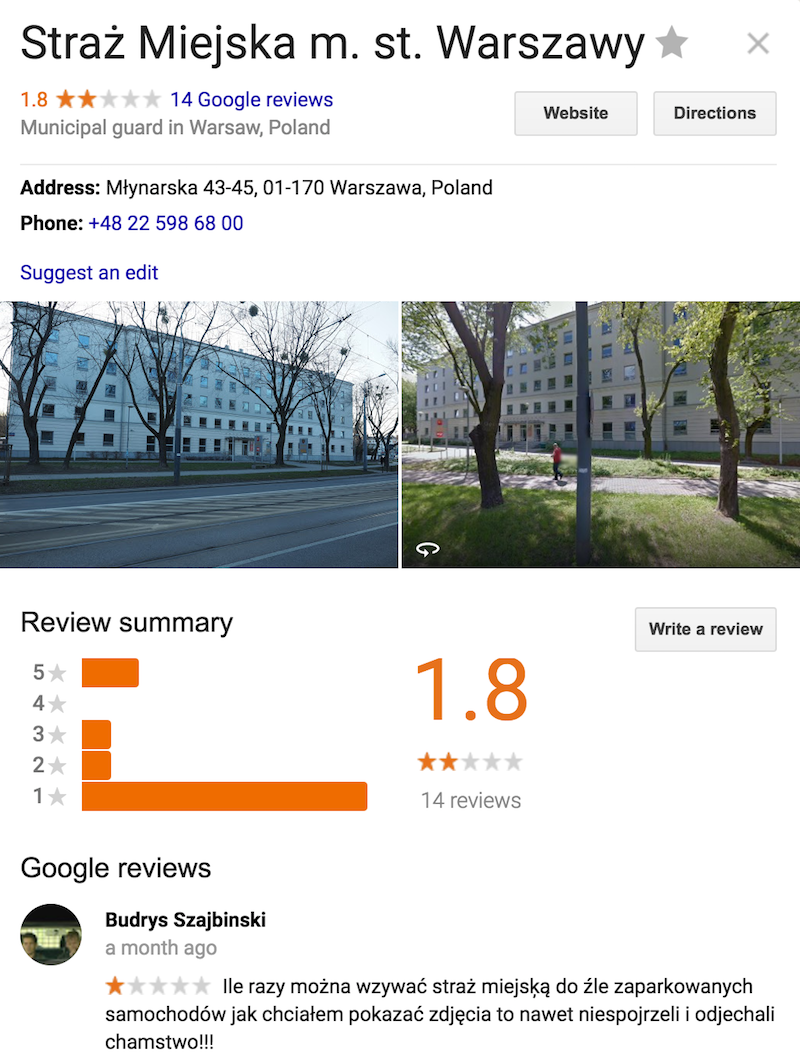 Straż Miejska m. st. Warszawy
1.8 14 Google reviews
Municipal guard in Warsaw, Poland
Website
Directions
Address: Młynarska 43-45, 01-170 Warszawa, Poland
Phone: +48 22 598 68 00
Suggest an edit
Review summary
Write a review
5
4
3
2
1
1.8
14 reviews
Google reviews
Budrys Szajbinski
a month ago
Ile razy można wzywać straż miejsķą do źle zaparkowanych
samochodów jak chciałem pokazać zdjęcia to nawet niespojrzeli i odjechali
chamstwo!!!